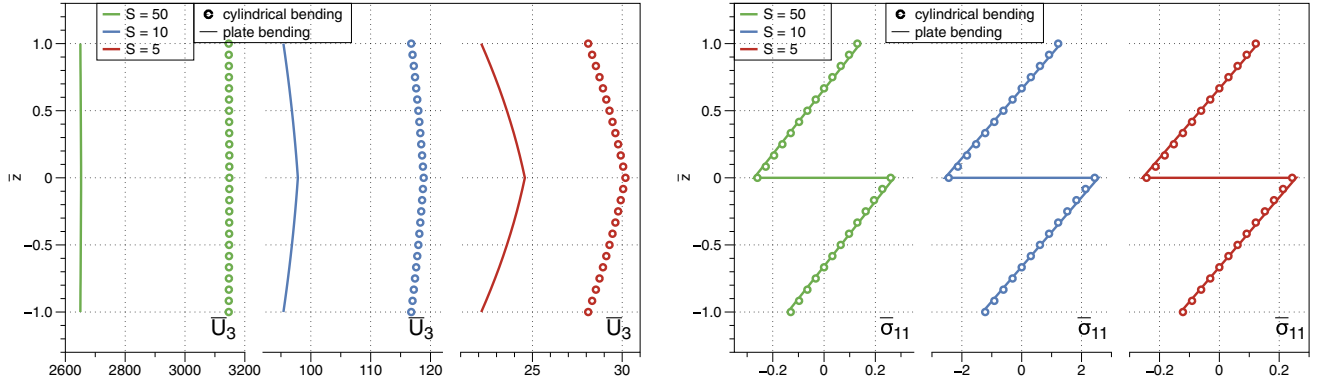 S = 50
S = 10
S = 5
cylindrical bending
plate bending
1.0
0.5
0
−0.5
−1.0
z̅
U̅₃
U̅₃
U̅₃
2600 2800 3000 3200 100 110 120 25 30
S = 50
S = 10
S = 5
cylindrical bending
plate bending
1.0
0.5
0
−0.5
−1.0
z̅
σ̅₁₁
σ̅₁₁
σ̅₁₁
−0.2 0 0.2 −2 0 2 −0.2 0 0.2